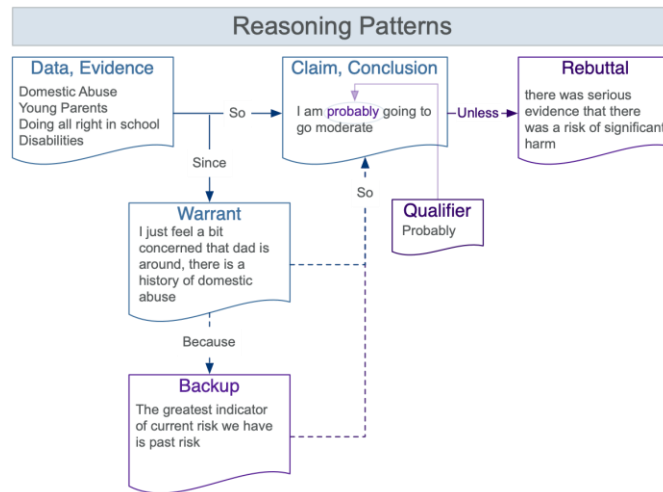 Reasoning Patterns
Data, Evidence
Domestic Abuse
Young Parents
Doing all right in school
Disabilities
So
Claim, Conclusion
I am probably going to
go moderate
Unless
Rebuttal
there was serious
evidence that there
was a risk of significant
harm
Since
So
Warrant
I just feel a bit
concerned that dad is
around, there is a
history of domestic
abuse
Qualifier
Probably
Because
Backup
The greatest indicator
of current risk we have
is past risk